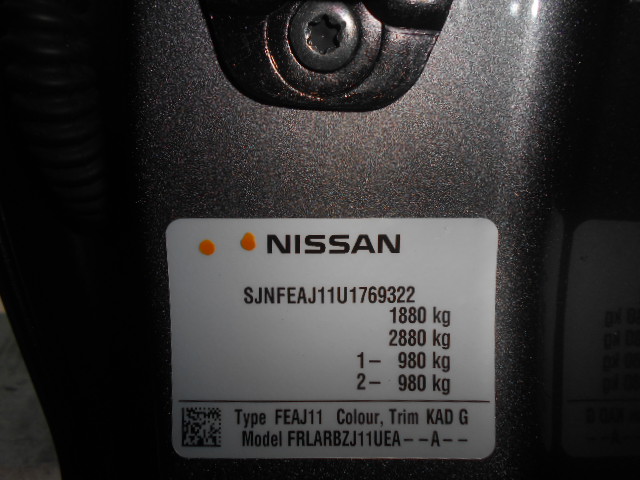 NISSAN
SJNFEAJ11U1769322
1880 kg
2880 kg
1- 980 kg
2- 980 kg
Type FEAJ11 Colour, Trim KAD G
Model FRLARBZJ11UEA--A--